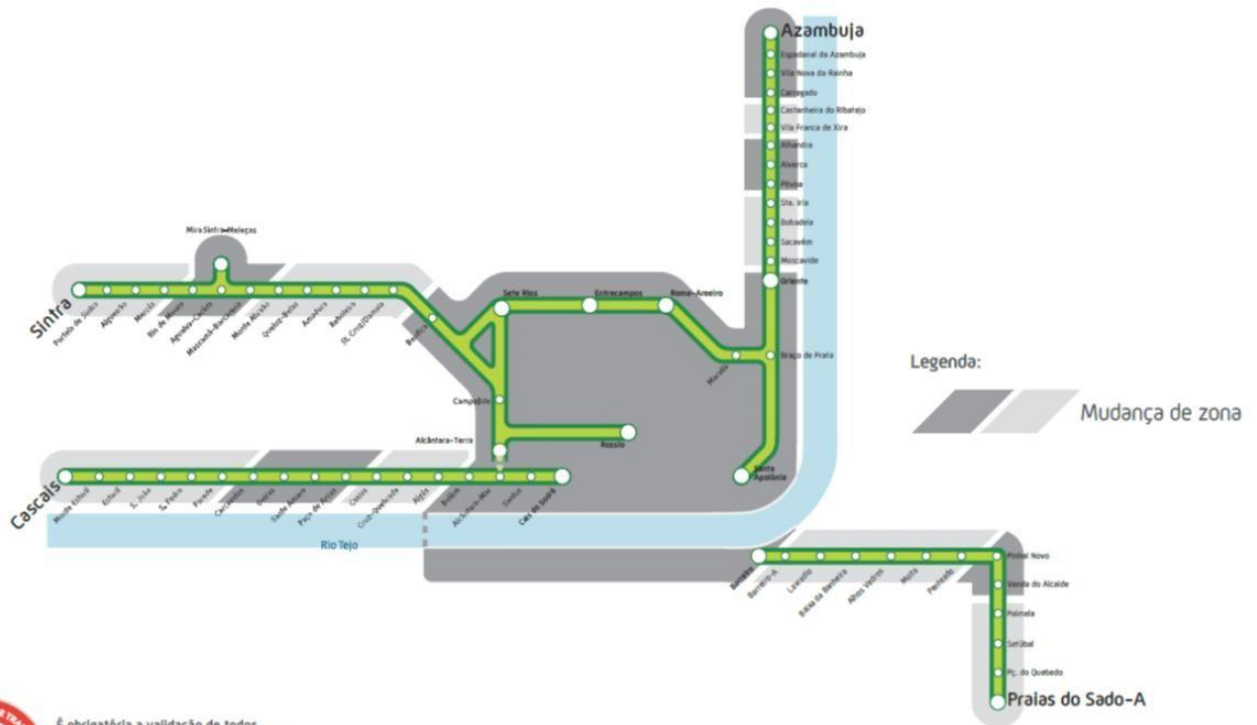 Azambuja
Espadanal da Azambuja
Vila Nova da Rainha
Carregado
Castanheira do Ribatejo
Vila Franca de Xira
Alhandra
Alverca
Póvoa
Sta. Iria
Bobadela
Sacavém
Moscavide
Oriente
Braço de Prata
Santa
Apolónia
Mira Sintra-Meleças
Sintra
Portela de Sintra
Algueirão
Mercês
Rio de Mouro
Agualva-Cacém
Massamá-Barcarena
Monte Abraão
Queluz-Belas
Amadora
Reboleira
St. Cruz/Damaia
Benfica
Sete Rios
Entrecampos
Roma-Areeiro
Marvila
Campolide
Rossio
Alcântara-Terra
Cascais
Monte Estoril
Estoril
S. João
S. Pedro
Parede
Carcavelos
Oeiras
Santo Amaro
Paço de Arcos
Caxias
Cruz-Quebrada
Algés
Belém
Alcântara-Mar
Santos
Cais do Sodré
Rio Tejo
Legenda:
Mudança de zona
Barreiro
Barreiro-A
Lavradio
Baixa da Banheira
Alhos Vedros
Moita
Penteado
Pinhal Novo
Venda do Alcaide
Palmela
Setúbal
Pç. do Quebedo
Praias do Sado-A
É obrigatória a validação de todos